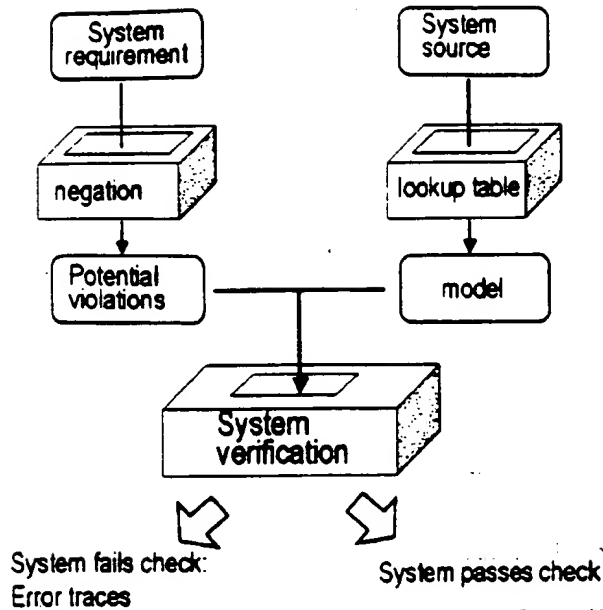 System
requirement
System
source
negation
lookup table
Potential
violations
model
System
verification
System fails check:
Error traces
System passes check